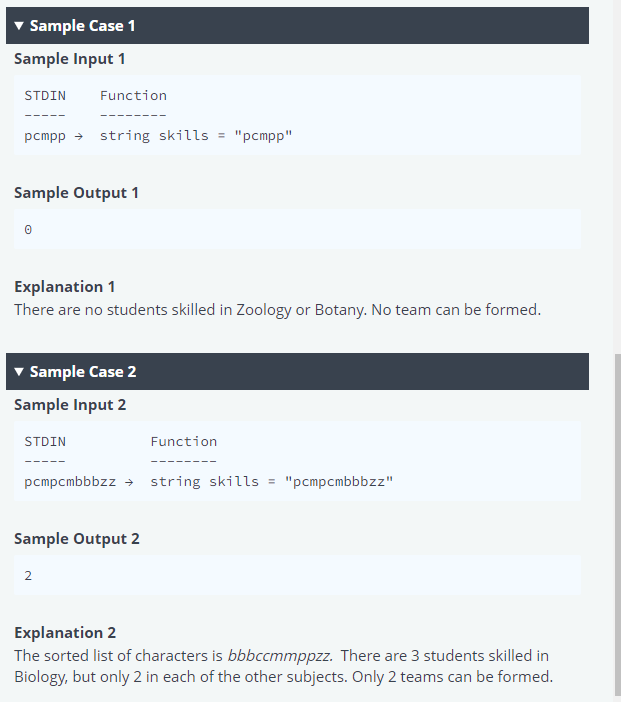 ▼ Sample Case 1
Sample Input 1
STDIN    Function
-----    --------
pcmpp →  string skills = "pcmpp"
Sample Output 1
0
Explanation 1
There are no students skilled in Zoology or Botany. No team can be formed.
▼ Sample Case 2
Sample Input 2
STDIN          Function
-----          --------
pcmpcmbbbzz →  string skills = "pcmpcmbbbzz"
Sample Output 2
2
Explanation 2
The sorted list of characters is bbbccmmppzz.  There are 3 students skilled in
Biology, but only 2 in each of the other subjects. Only 2 teams can be formed.